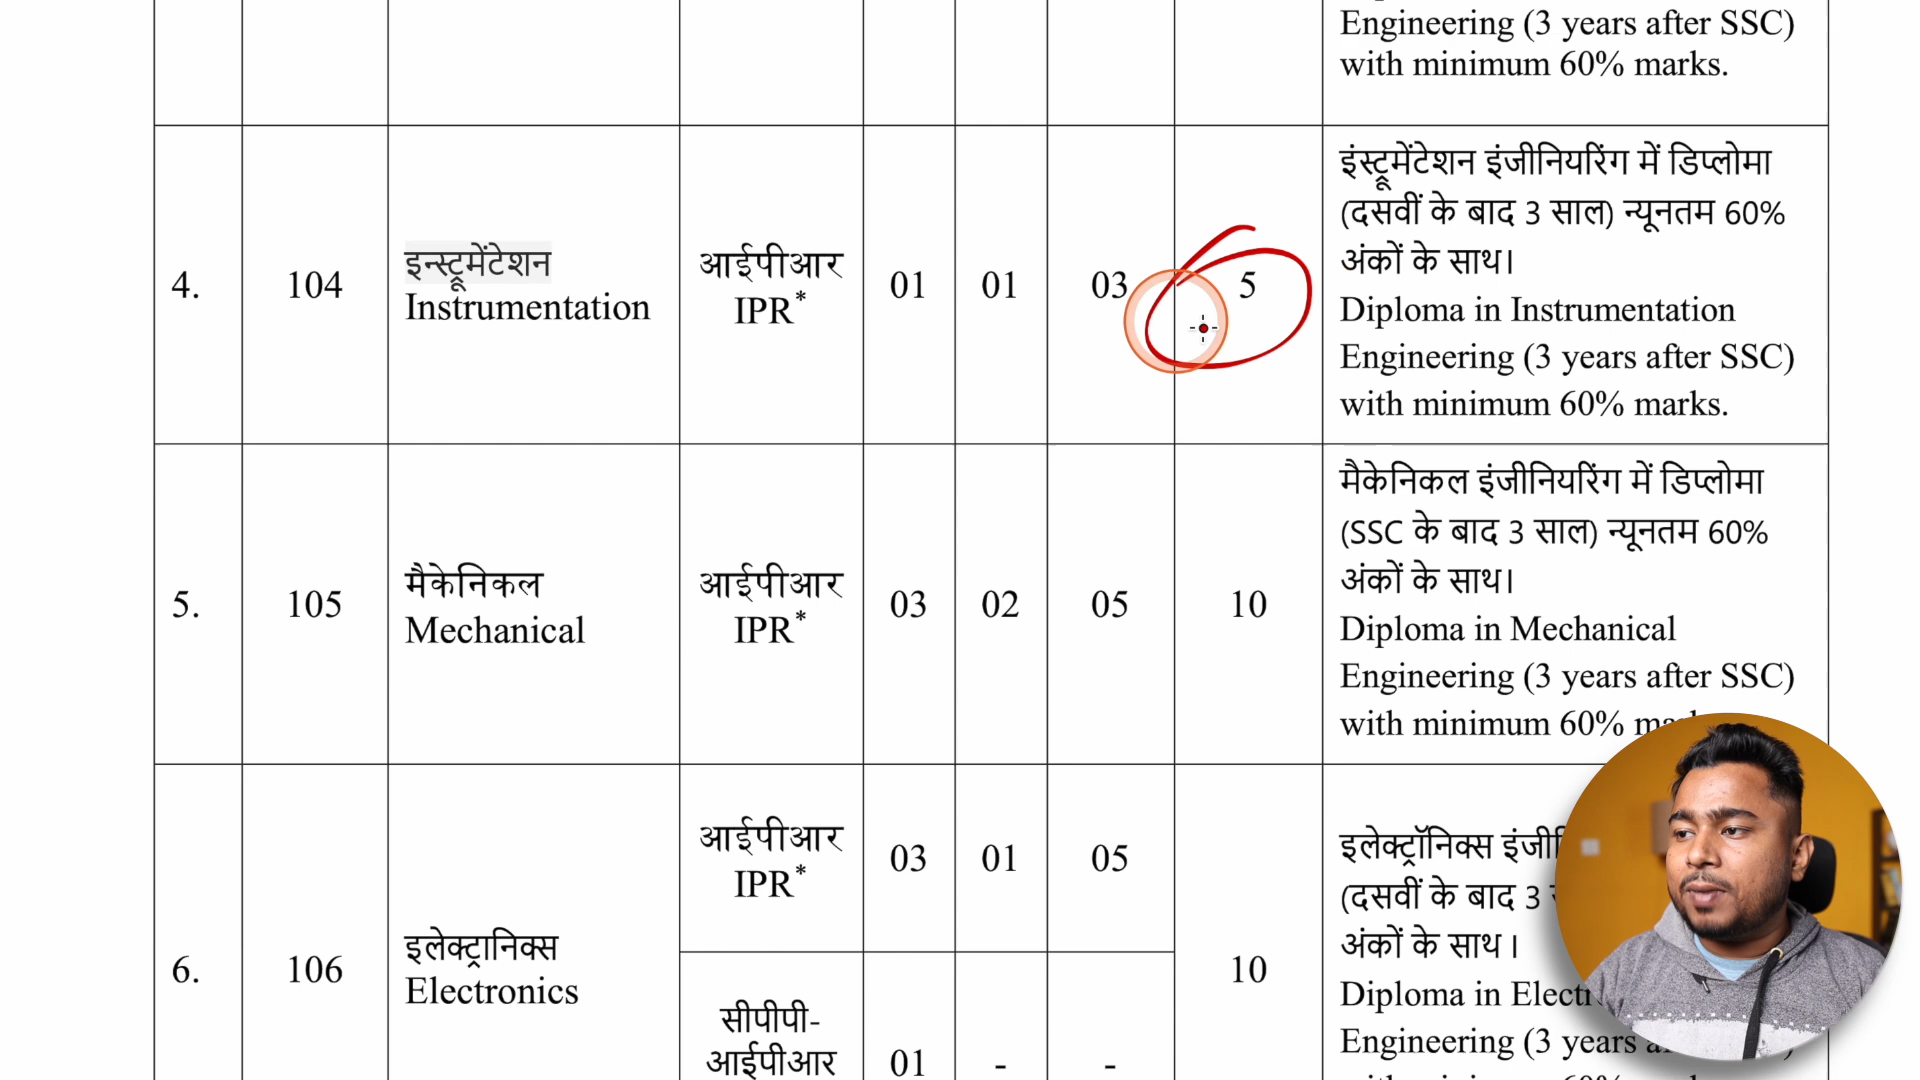 Engineering (3 years after SSC)
with minimum 60% marks.
4.
104
इन्स्ट्रूमेंटेशन
Instrumentation
आईपीआर
IPR*
01
01
03
5
इंस्ट्रूमेंटेशन इंजीनियरिंग में डिप्लोमा
(दसवीं के बाद 3 साल) न्यूनतम 60%
अंकों के साथ।
Diploma in Instrumentation
Engineering (3 years after SSC)
with minimum 60% marks.
5.
105
मैकेनिकल
Mechanical
आईपीआर
IPR*
03
02
05
10
मैकेनिकल इंजीनियरिंग में डिप्लोमा
(SSC के बाद 3 साल) न्यूनतम 60%
अंकों के साथ।
Diploma in Mechanical
Engineering (3 years after SSC)
with minimum 60%
6.
106
इलेक्ट्रानिक्स
Electronics
आईपीआर
IPR*
03
01
05
सीपीपी-
आईपीआर
01
-
-
10
इलेक्ट्रॉनिक्स
(दसवीं के बाद 3
अंकों के साथ ।
Diploma in
Engineering (3 years